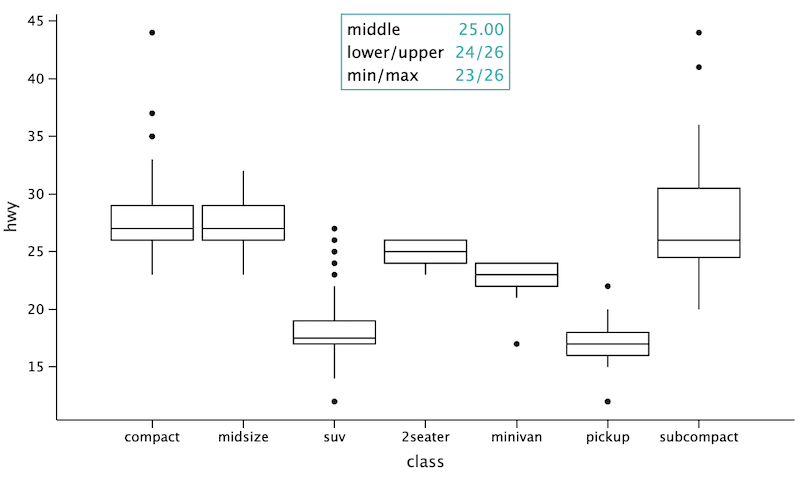 middle 25.00
lower/upper 24/26
min/max 23/26
45
40
35
30
25
20
15
hwy
compact midsize suv 2seater minivan pickup subcompact
class